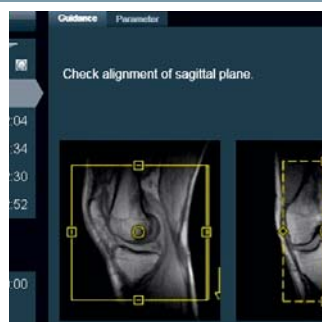 Guidance Parameter
Check alignment of sagittal plane.
:04
:34
:30
:52
:00